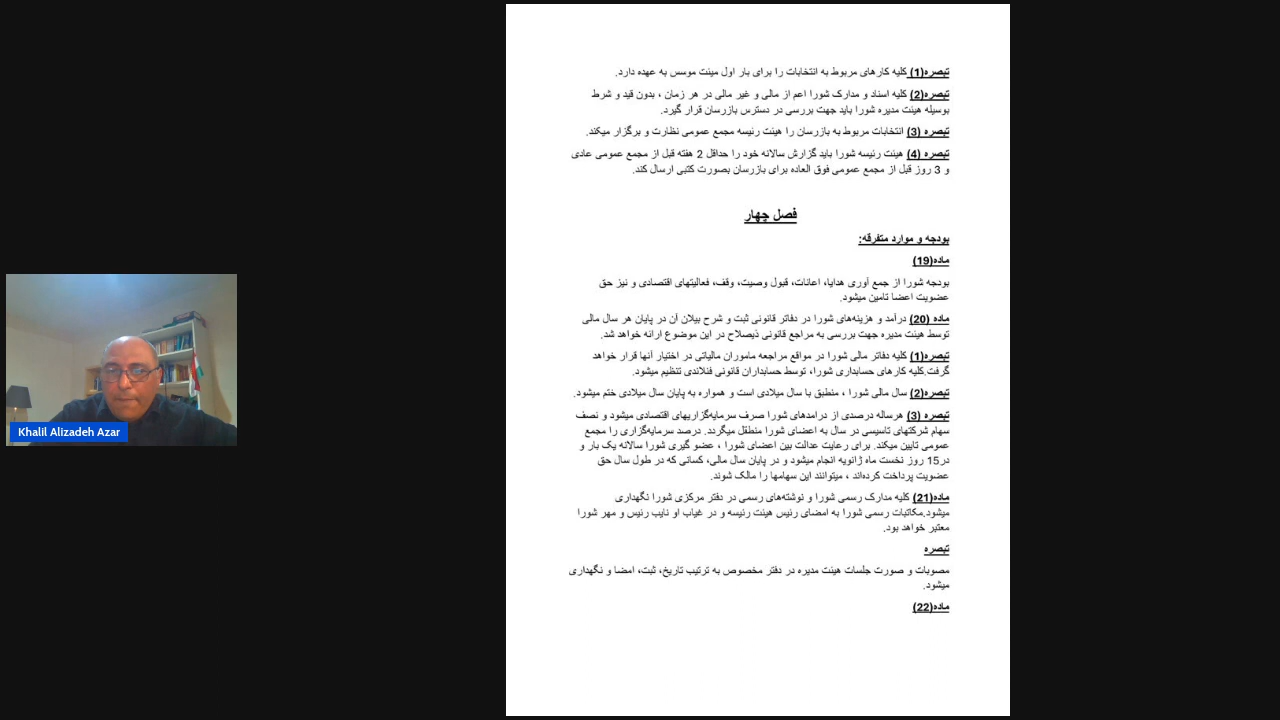 تبصره(1) کلیه کارهای مربوط به انتخابات را برای بار اول مینت موسس به عهده دارد.
تبصره(2) کلیه اسناد و مدارک شورا اعم از مالی و غیر مالی در هر زمان ، بدون قید و شرط
بوسیله هینت مدیره شورا باید جهت بررسی در دسترس بازرسان قرار گیرد.
تبصره (3) انتخابات مربوط به بازرسان را هینت رئیسه مجمع عمومی نظارت و برگزار میکند.
تبصره (4) هینت رئیسه شورا باید گزارش سالانه خود را حداقل 2 هفته قبل از مجمع عمومی عادی
و 3 روز قبل از مجمع عمومی فوق العاده برای بازرسان بصورت کتبی ارسال کند.
فصل چهار
بودجه و موارد متفرقه:
ماده(19)
بودجه شورا از جمع آوری هدایا، اعانات، قبول وصیت، وقف، فعالیتهای اقتصادی و نیز حق
عضویت اعضا تامین میشود.
ماده (20) درآمد و هزینه‌های شورا در دفاتر قانونی ثبت و شرح بیلان آن در پایان هر سال مالی
توسط هینت مدیره جهت بررسی به مراجع قانونی ذیصلاح در این موضوع ارائه خواهد شد.
تبصره(1) کلیه دفاتر مالی شورا در مواقع مراجعه ماموران مالیاتی در اختیار آنها قرار خواهد
گرفت.کلیه کارهای حسابداری شورا، توسط حسابداران قانونی فنلاندی تنظیم میشود.
تبصره(2) سال مالی شورا ، منطبق با سال میلادی است و همواره به پایان سال میلادی ختم میشود.
تبصره (3) هرساله درصدی از درامدهای شورا صرف سرمایه‌گزاریهای اقتصادی میشود و نصف
سهام شرکتهای تاسیسی در سال به اعضای شورا منطقل میگردد. درصد سرمایه‌گزاری را مجمع
عمومی تایین میکند. برای رعایت عدالت بین اعضای شورا ، عضو گیری شورا سالانه یک بار و
در15 روز نخست ماه ژانویه انجام میشود و در پایان سال مالی، کسانی که در طول سال حق
عضویت پرداخت کرده‌اند ، میتوانند این سهامها را مالک شوند.
ماده(21) کلیه مدارک رسمی شورا و نوشته‌های رسمی در دفتر مرکزی شورا نگهداری
میشود.مکاتبات رسمی شورا به امضای رئیس هینت رئیسه و در غیاب او نایب رئیس و مهر شورا
معتبر خواهد بود.
تبصره
مصوبات و صورت جلسات هینت مدیره در دفتر مخصوص به ترتیب تاریخ، ثبت، امضا و نگهداری
میشود.
ماده(22)
Khalil Alizadeh Azar